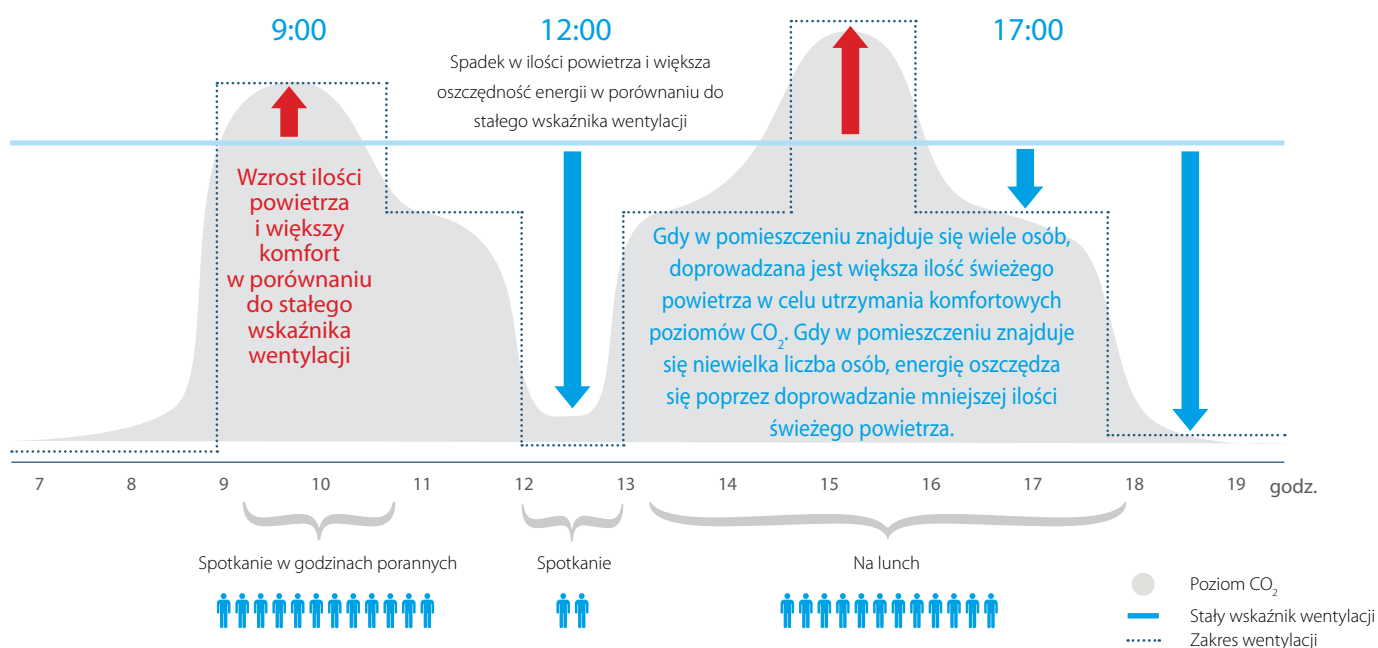 9:00
12:00
17:00
Spadek w ilości powietrza i większa
oszczędność energii w porównaniu do
stałego wskaźnika wentylacji
Wzrost ilości
powietrza
i większy
komfort
w porównaniu
do stałego
wskaźnika
wentylacji
Gdy w pomieszczeniu znajduje się wiele osób,
doprowadzana jest większa ilość świeżego
powietrza w celu utrzymania komfortowych
poziomów CO₂. Gdy w pomieszczeniu znajduje
się niewielka liczba osób, energię oszczędza
się poprzez doprowadzanie mniejszej ilości
świeżego powietrza.
7 8 9 10 11 12 13 14 15 16 17 18 19 godz.
Spotkanie w godzinach porannych
Spotkanie
Na lunch
Poziom CO₂
Stały wskaźnik wentylacji
Zakres wentylacji